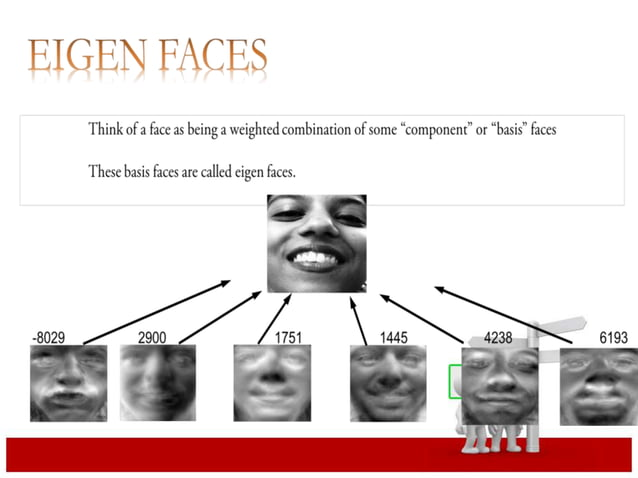 EIGEN FACES
Think of a face as being a weighted combination of some “component” or “basis” faces
These basis faces are called eigen faces.
-8029 2900 1751 1445 4238 6193